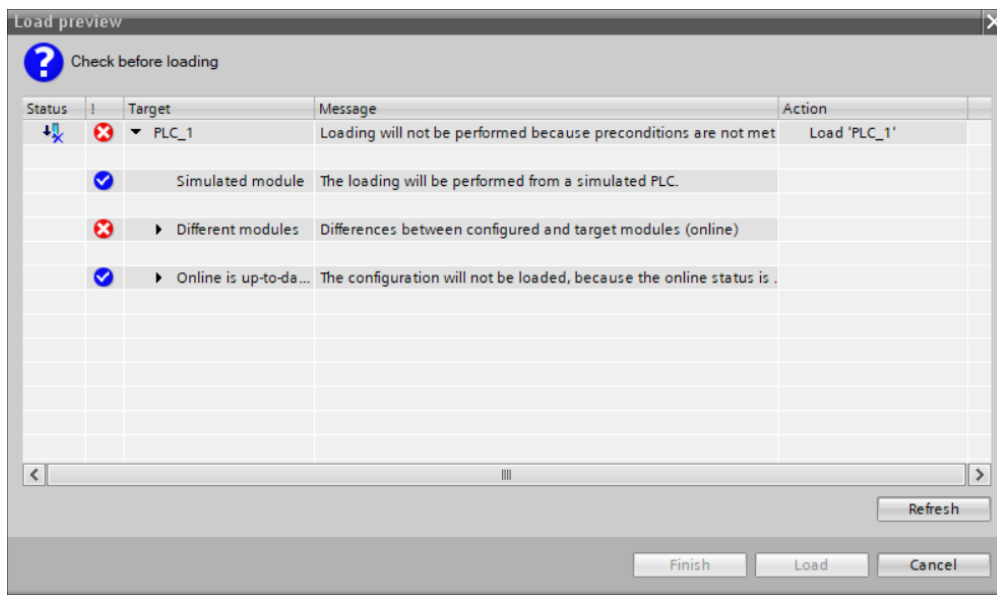 Load preview
Check before loading
Status ! Target Message Action
PLC_1 Loading will not be performed because preconditions are not met Load 'PLC_1'
Simulated module The loading will be performed from a simulated PLC.
Different modules Differences between configured and target modules (online)
Online is up-to-da... The configuration will not be loaded, because the online status is .
Refresh
Finish Load Cancel